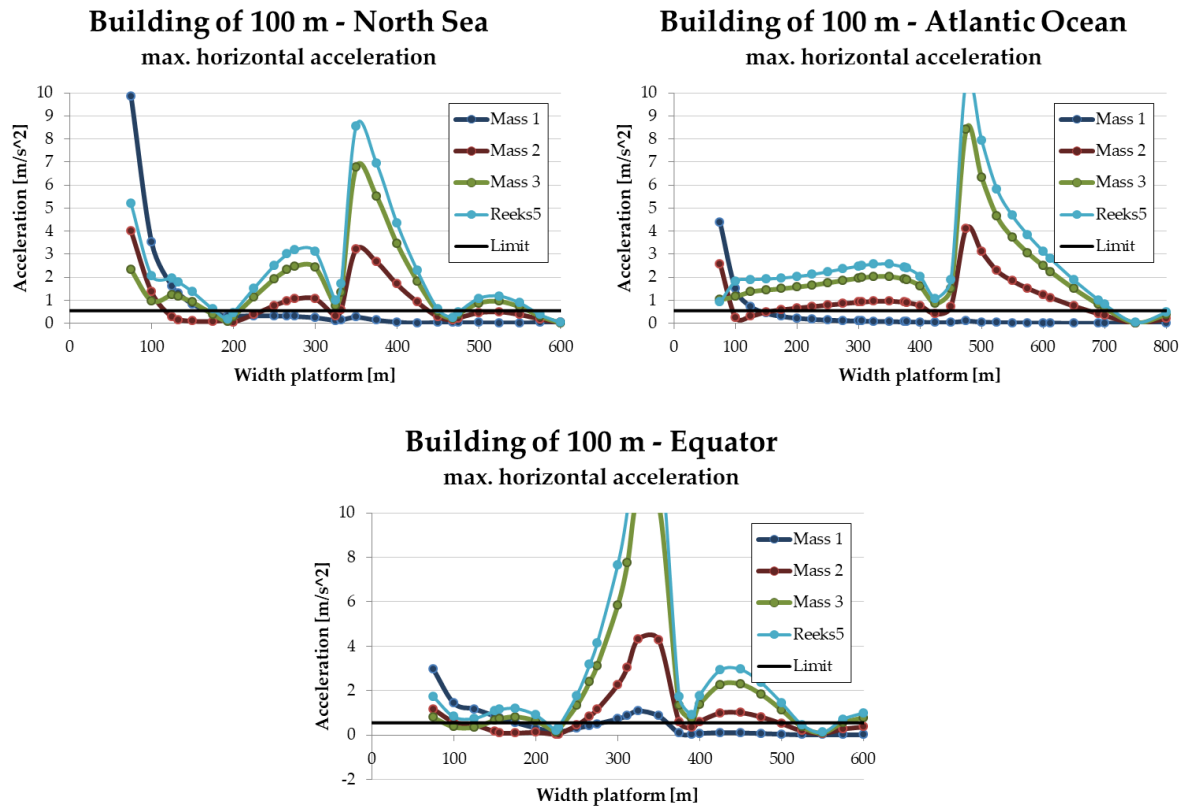 Building of 100 m - North Sea
max. horizontal acceleration
Acceleration [m/s^2]
10
9
8
7
6
5
4
3
2
1
0
0 100 200 300 400 500 600
Width platform [m]
Mass 1
Mass 2
Mass 3
Reeks5
Limit
Building of 100 m - Atlantic Ocean
max. horizontal acceleration
Acceleration [m/s^2]
10
9
8
7
6
5
4
3
2
1
0
0 100 200 300 400 500 600 700 800
Width platform [m]
Mass 1
Mass 2
Mass 3
Reeks5
Limit
Building of 100 m - Equator
max. horizontal acceleration
Acceleration [m/s^2]
10
8
6
4
2
0
-2
0 100 200 300 400 500 600
Width platform [m]
Mass 1
Mass 2
Mass 3
Reeks5
Limit